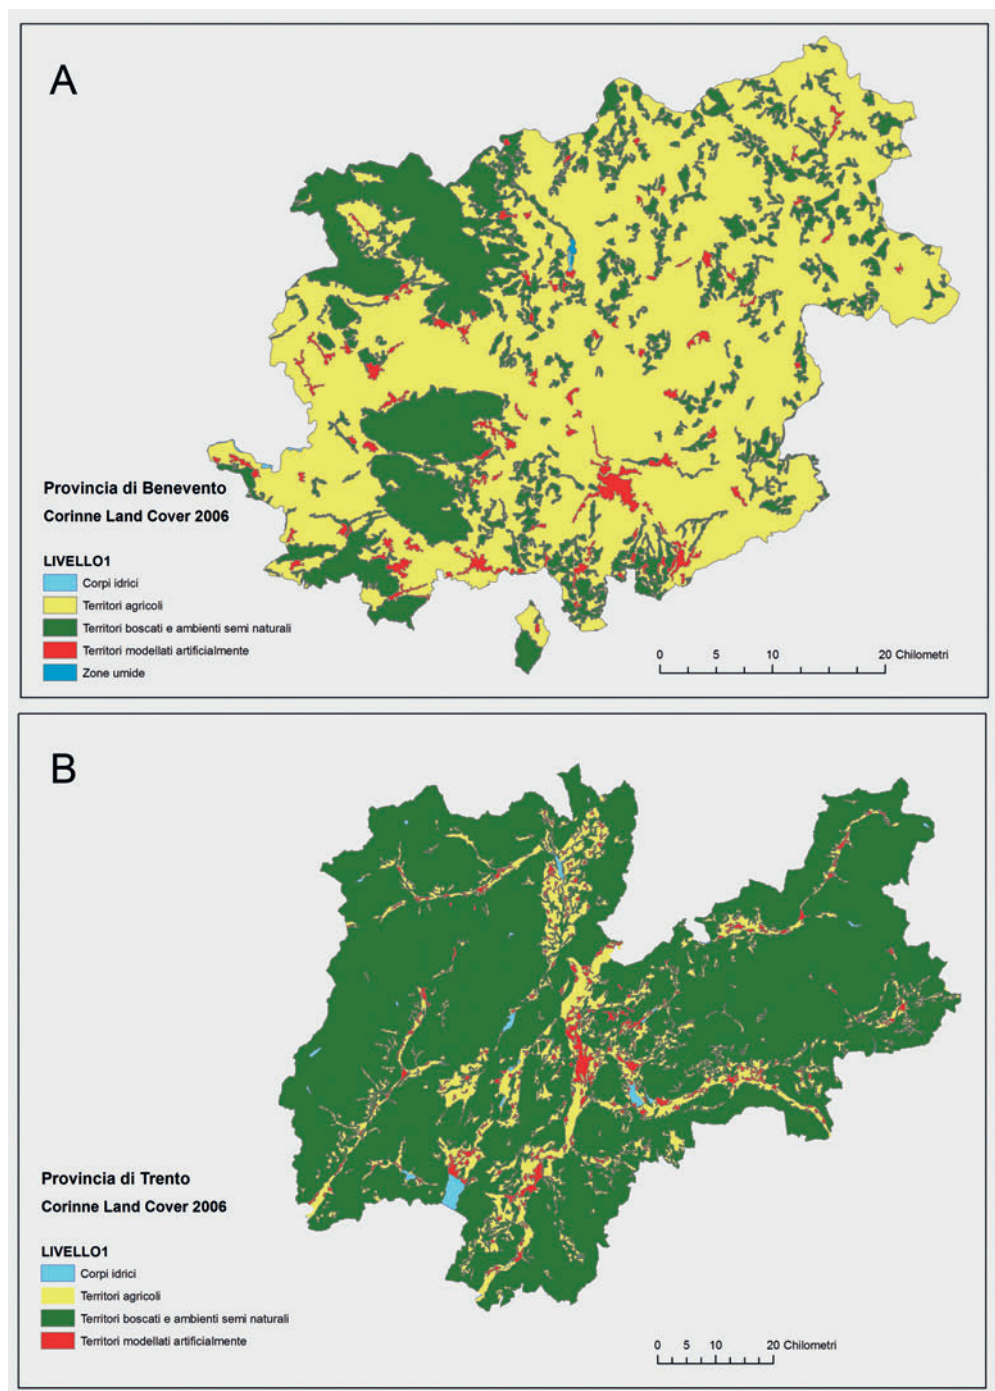 A
Provincia di Benevento
Corinne Land Cover 2006
LIVELLO1
Corpi idrici
Territori agricoli
Territori boscati e ambienti semi naturali
Territori modellati artificialmente
Zone umide
0 5 10 20 Chilometri
B
Provincia di Trento
Corinne Land Cover 2006
LIVELLO1
Corpi idrici
Territori agricoli
Territori boscati e ambienti semi naturali
Territori modellati artificialmente
0 5 10 20 Chilometri